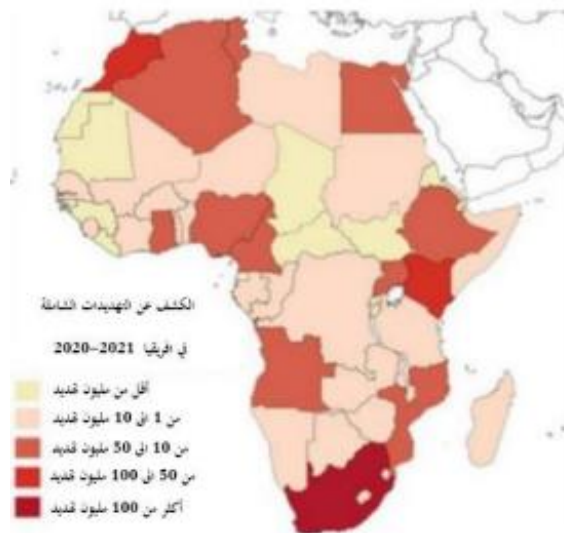 الكشف عن التهديدات الشاملة
في افريقيا 2021–2020
أقل من مليون تهديد
من 1 الى 10 مليون تهديد
من 10 الى 50 مليون تهديد
من 50 الى 100 مليون تهديد
أكثر من 100 مليون تهديد